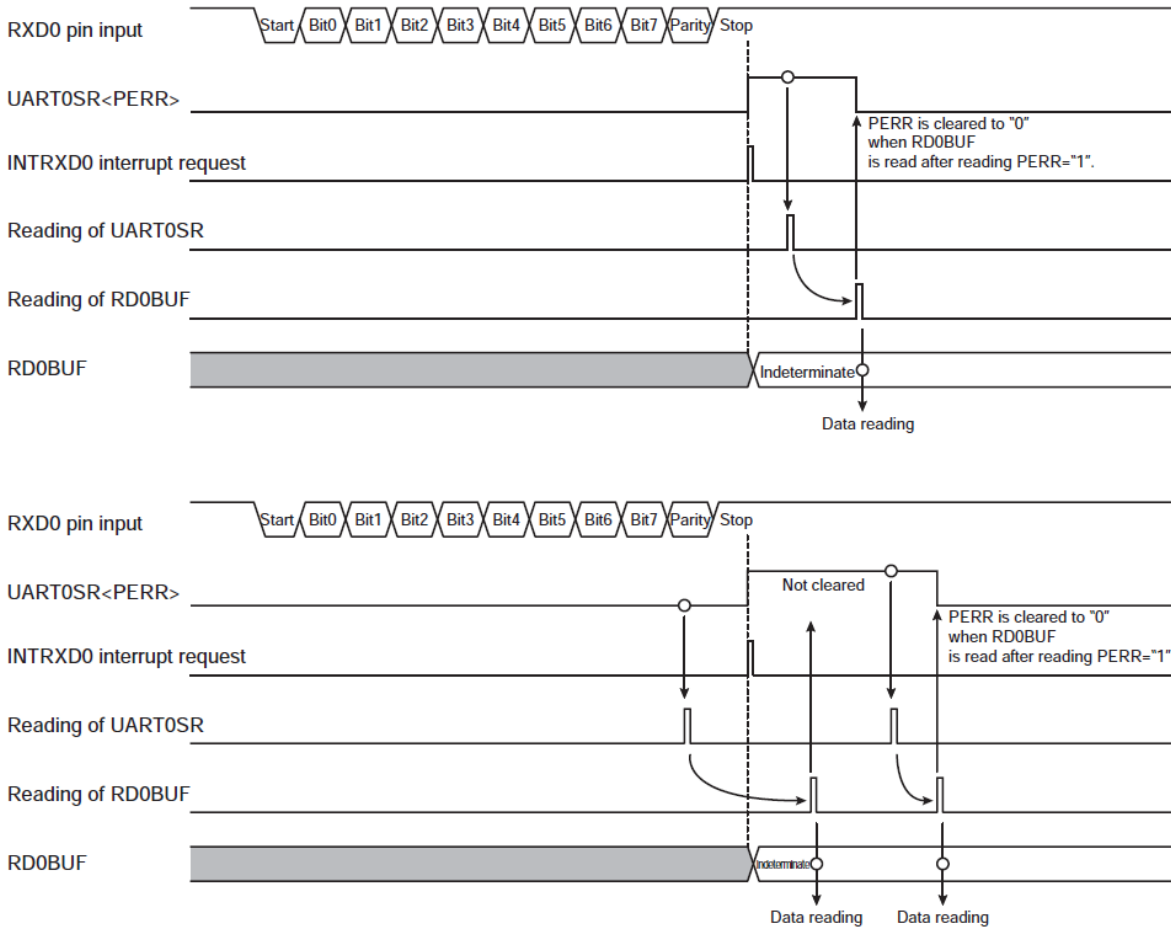 RXD0 pin input
Start Bit0 Bit1 Bit2 Bit3 Bit4 Bit5 Bit6 Bit7 Parity Stop
UART0SR<PERR>
PERR is cleared to "0"
when RD0BUF
is read after reading PERR="1".
INTRXD0 interrupt request
Reading of UART0SR
Reading of RD0BUF
RD0BUF
Indeterminate
Data reading
RXD0 pin input
Start Bit0 Bit1 Bit2 Bit3 Bit4 Bit5 Bit6 Bit7 Parity Stop
UART0SR<PERR>
Not cleared
PERR is cleared to "0"
when RD0BUF
is read after reading PERR="1"
INTRXD0 interrupt request
Reading of UART0SR
Reading of RD0BUF
RD0BUF
Indeterminate
Data reading Data reading